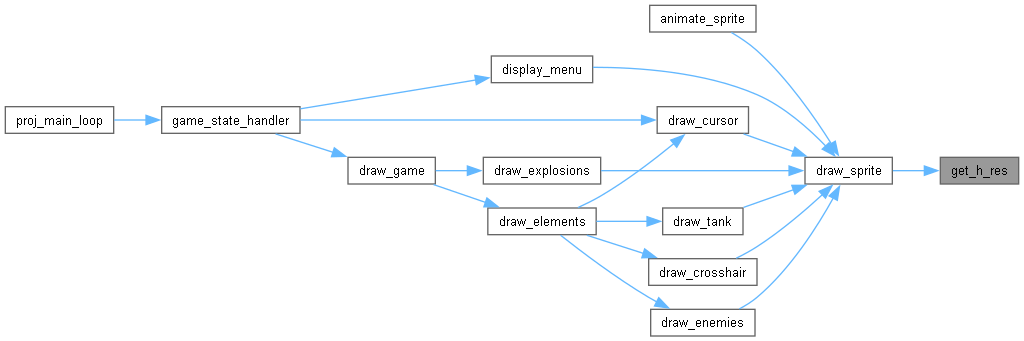 animate_sprite
display_menu
proj_main_loop
game_state_handler
draw_cursor
draw_game
draw_explosions
draw_sprite
get_h_res
draw_elements
draw_tank
draw_crosshair
draw_enemies